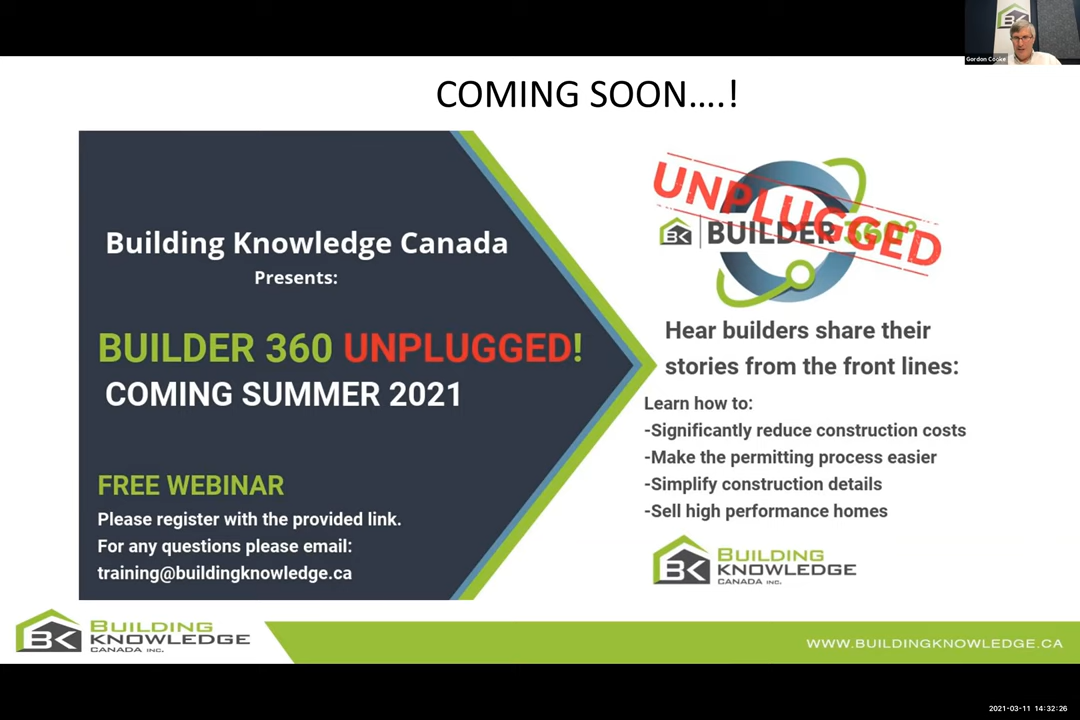 Gordon Cooke
COMING SOON....!
Building Knowledge Canada
Presents:
BUILDER 360 UNPLUGGED!
COMING SUMMER 2021
FREE WEBINAR
Please register with the provided link.
For any questions please email:
training@buildingknowledge.ca
UNPLUGGED
BK BUILDER 360°
Hear builders share their
stories from the front lines:
Learn how to:
-Significantly reduce construction costs
-Make the permitting process easier
-Simplify construction details
-Sell high performance homes
BK BUILDING
KNOWLEDGE
CANADA INC.
BK BUILDING
KNOWLEDGE
CANADA INC.
WWW.BUILDINGKNOWLEDGE.CA
2021-03-11 14:32:26